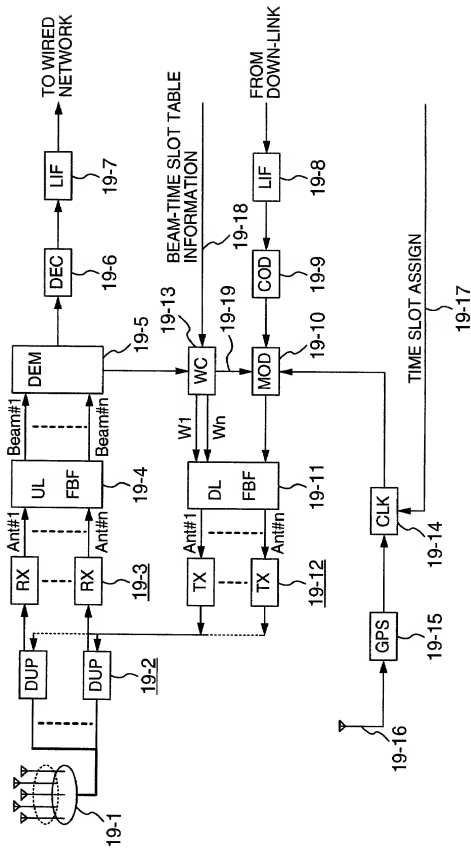 TO WIRED
NETWORK
LIF
19-7
DEC
19-6
DEM
19-5
Beam#1
Beam#n
UL
FBF
19-4
Ant#1
Ant#n
RX
RX
19-3
DUP
DUP
19-2
19-1
BEAM-TIME SLOT TABLE
INFORMATION
19-18
19-13
WC
19-19
W1
Wn
FROM
DOWN-LINK
LIF
19-8
COD
19-9
MOD
19-10
DL
FBF
19-11
Ant#1
Ant#n
TX
TX
19-12
TIME SLOT ASSIGN
19-17
CLK
19-14
GPS
19-15
19-16